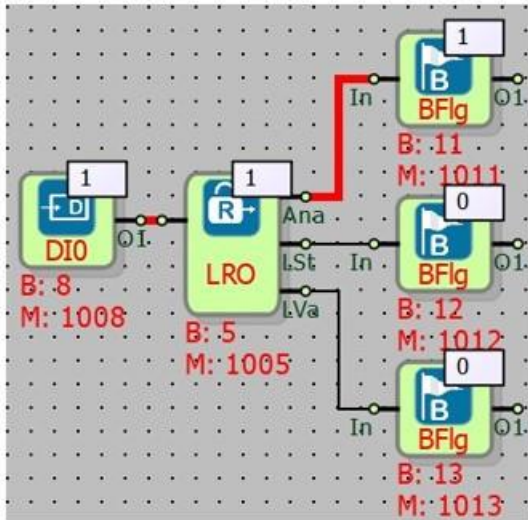 1
B
In
O1
BFlg
B: 11
M: 1011
1
D
O1
DI0
B: 8
M: 1008
1
R
Ana
LSt
LVa
LRO
B: 5
M: 1005
0
B
In
O1
BFlg
B: 12
M: 1012
0
B
In
O1
BFlg
B: 13
M: 1013